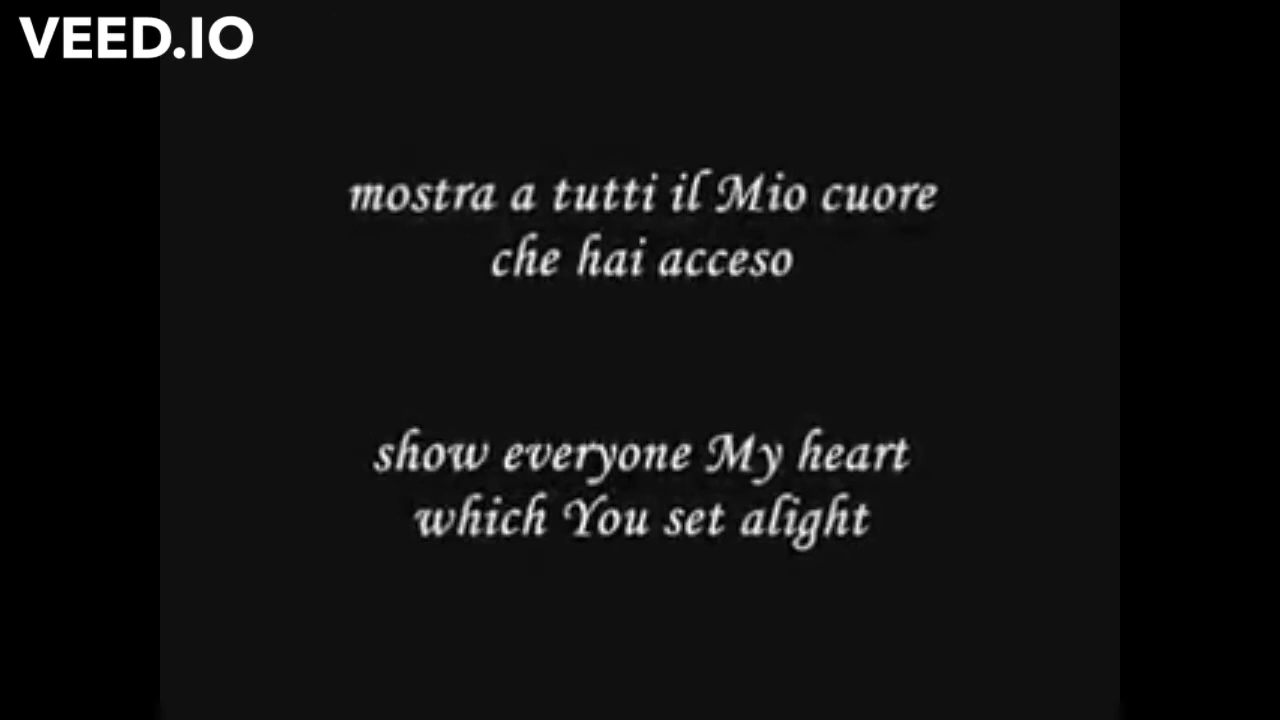 VEED.IO
mostra a tutti il Mio cuore
che hai acceso
show everyone My heart
which You set alight